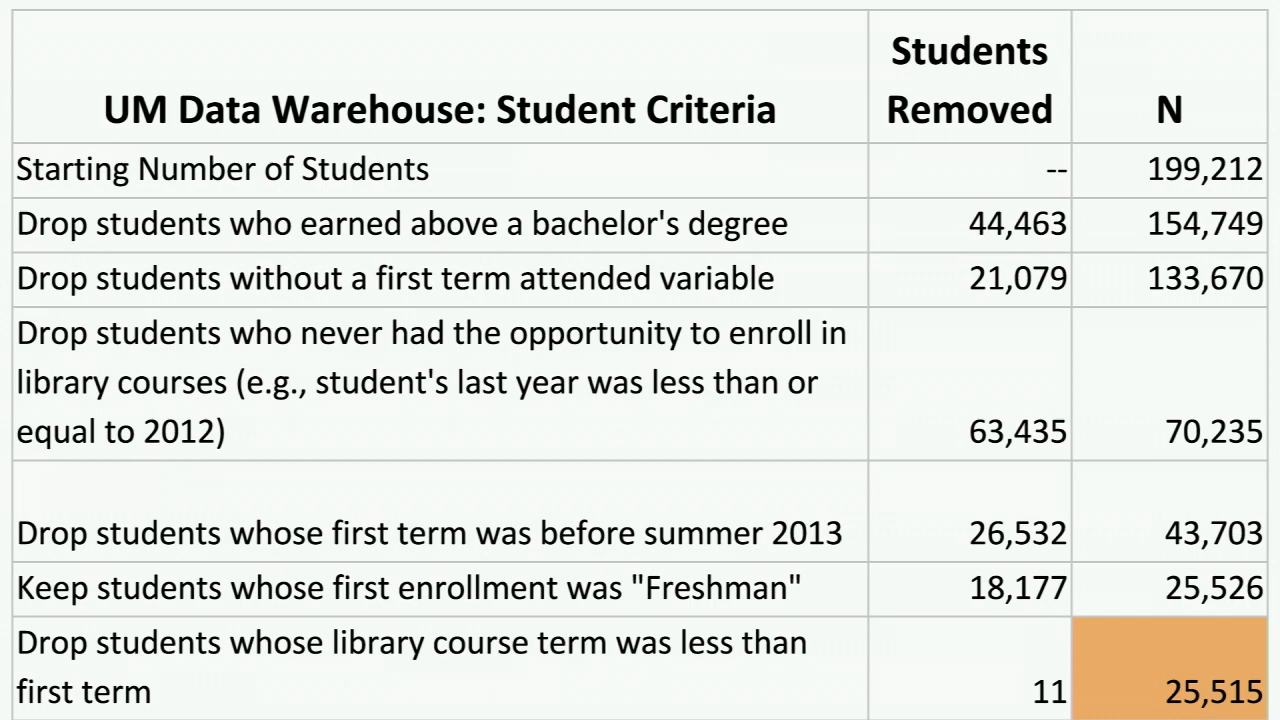 Students
UM Data Warehouse: Student Criteria Removed N
Starting Number of Students -- 199,212
Drop students who earned above a bachelor's degree 44,463 154,749
Drop students without a first term attended variable 21,079 133,670
Drop students who never had the opportunity to enroll in
library courses (e.g., student's last year was less than or
equal to 2012) 63,435 70,235
Drop students whose first term was before summer 2013 26,532 43,703
Keep students whose first enrollment was "Freshman" 18,177 25,526
Drop students whose library course term was less than
first term 11 25,515